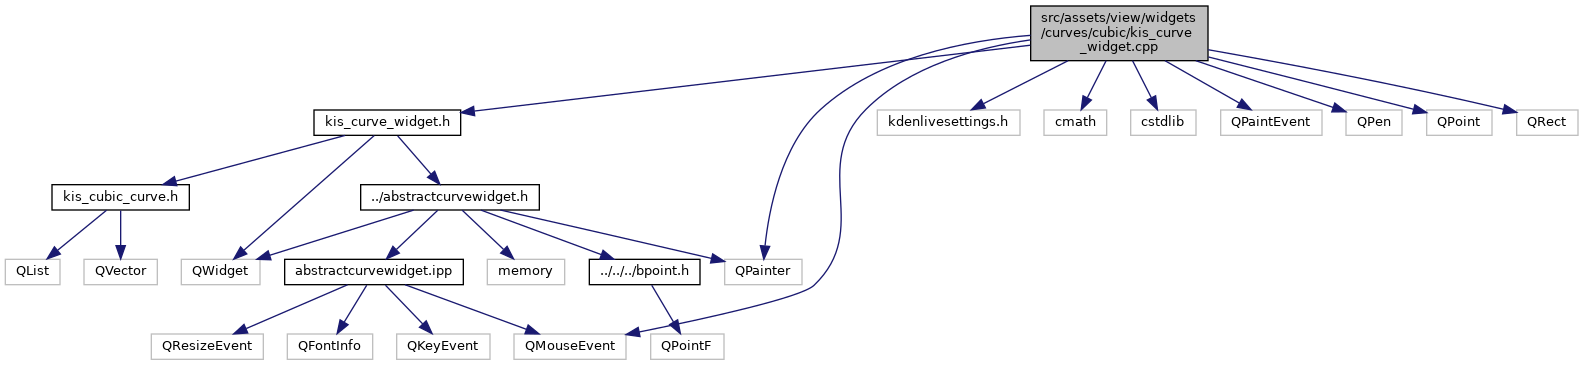 src/assets/view/widgets
/curves/cubic/kis_curve
_widget.cpp
kis_curve_widget.h
kdenlivesettings.h
cmath
cstdlib
QPaintEvent
QPen
QPoint
QRect
kis_cubic_curve.h
../abstractcurvewidget.h
QList
QVector
QWidget
abstractcurvewidget.ipp
memory
../../../bpoint.h
QPainter
QResizeEvent
QFontInfo
QKeyEvent
QMouseEvent
QPointF